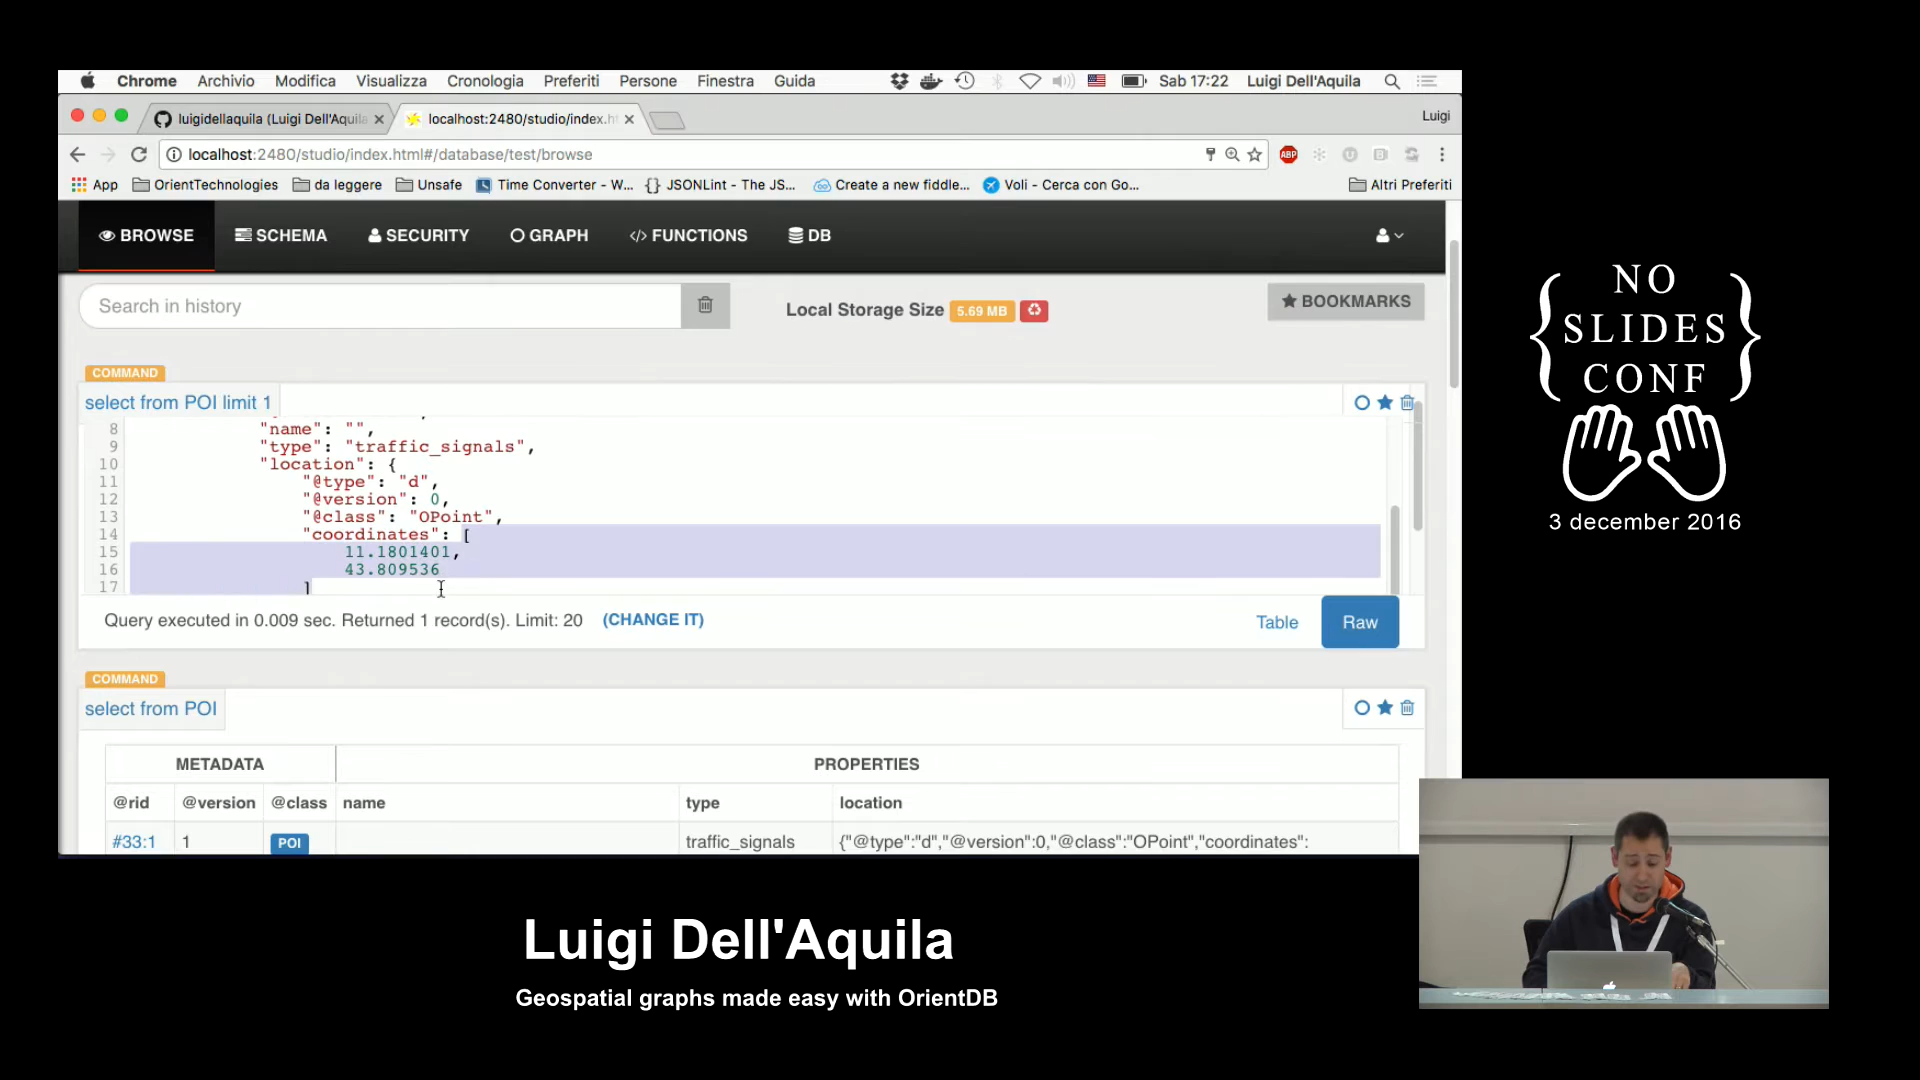 Chrome Archivio Modifica Visualizza Cronologia Preferiti Persone Finestra Guida Sab 17:22 Luigi Dell'Aquila
luigidellaquila (Luigi Dell'Aquila
localhost:2480/studio/index.h
Luigi
localhost:2480/studio/index.html#/database/test/browse
ABP
App OrientTechnologies da leggere Unsafe Time Converter - W... JSONLint - The JS... Create a new fiddle... Voli - Cerca con Go... Altri Preferiti
BROWSE SCHEMA SECURITY GRAPH FUNCTIONS DB
Search in history
Local Storage Size 5.69 MB
BOOKMARKS
COMMAND
select from POI limit 1
8 "name": "",
9 "type": "traffic_signals",
10 "location": {
11 "@type": "d",
12 "@version": 0,
13 "@class": "OPoint",
14 "coordinates": [
15 11.1801401,
16 43.809536
17 ]
Query executed in 0.009 sec. Returned 1 record(s). Limit: 20 (CHANGE IT)
Table Raw
COMMAND
select from POI
METADATA PROPERTIES
@rid @version @class name type location
#33:1 1 POI traffic_signals {"@type":"d","@version":0,"@class":"OPoint","coordinates":
NO
SLIDES
CONF
3 december 2016
Luigi Dell'Aquila
Geospatial graphs made easy with OrientDB